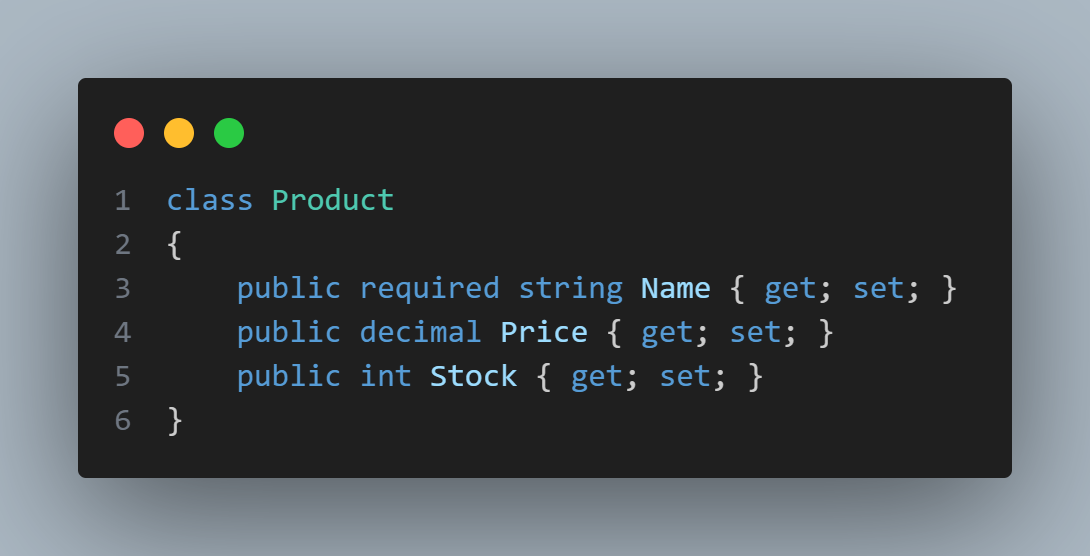 1 class Product
2 {
3     public required string Name { get; set; }
4     public decimal Price { get; set; }
5     public int Stock { get; set; }
6 }